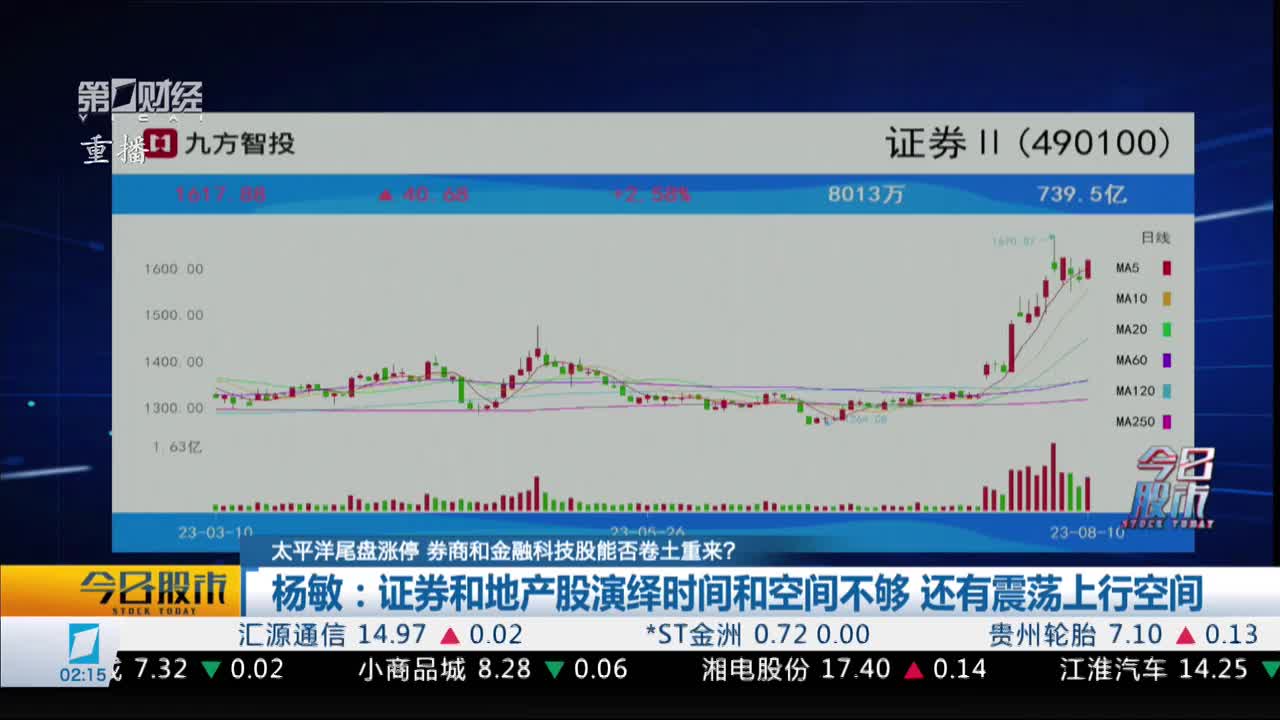 第一财经
YICAI
重播
九方智投
证券Ⅱ (490100)
1617.88 ▲ 40.68 +2.58% 8013万 739.5亿
1670.87
日线
1600.00
1500.00
1400.00
1300.00
1.63亿
MA5
MA10
MA20
MA60
MA120
MA250
1264.08
23-03-10 23-05-26 23-08-10
今日股市
STOCK TODAY
太平洋尾盘涨停 券商和金融科技股能否卷土重来?
今日股市
STOCK TODAY
杨敏：证券和地产股演绎时间和空间不够 还有震荡上行空间
汇源通信 14.97 ▲ 0.02 *ST金洲 0.72 0.00 贵州轮胎 7.10 ▲ 0.13
02:15
7.32 ▼ 0.02 小商品城 8.28 ▼ 0.06 湘电股份 17.40 ▲ 0.14 江淮汽车 14.25 ▼